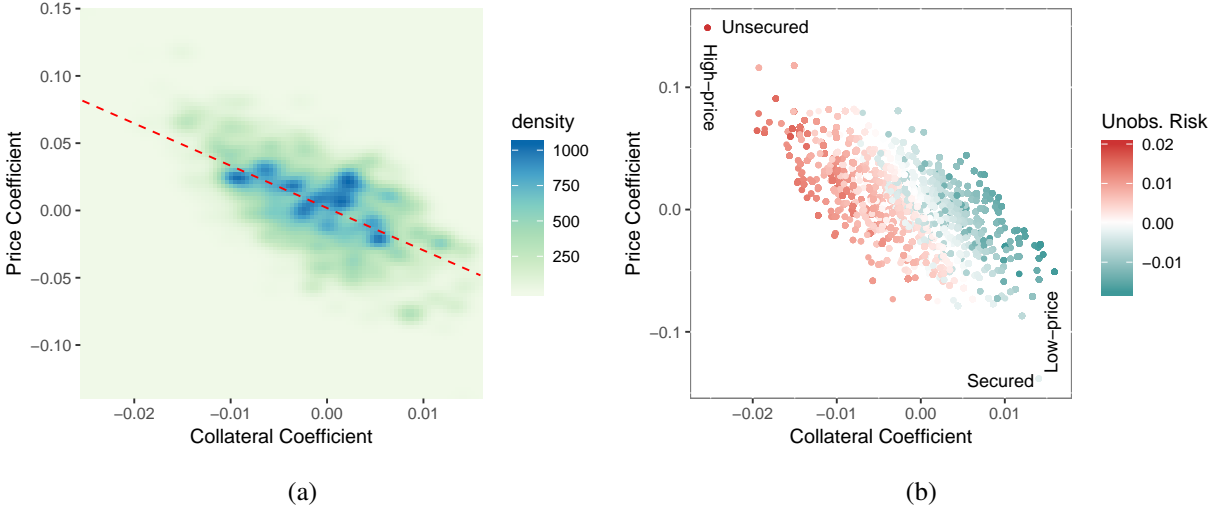 0.15
0.10
0.05
0.00
−0.05
−0.10
Price Coefficient
−0.02
−0.01
0.00
0.01
Collateral Coefficient
density
1000
750
500
250
(a)
0.1
0.0
−0.1
Price Coefficient
Unsecured
High−price
Low−price
Secured
−0.02
−0.01
0.00
0.01
Collateral Coefficient
Unobs. Risk
0.02
0.01
0.00
−0.01
(b)